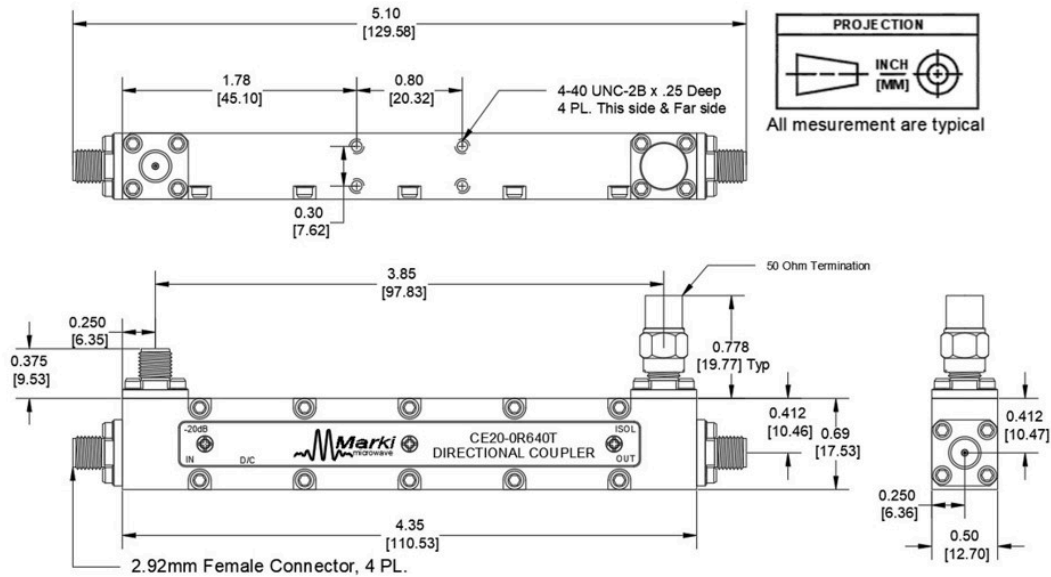 5.10
[129.58]
PROJECTION
INCH
[MM]
All mesurement are typical
1.78
[45.10]
0.80
[20.32]
4-40 UNC-2B x .25 Deep
4 PL. This side & Far side
0.30
[7.62]
3.85
[97.83]
50 Ohm Termination
0.250
[6.35]
0.375
[9.53]
0.778
[19.77] Typ
0.412
[10.46]
0.69
[17.53]
0.412
[10.47]
-20dB
IN
D/C
Marki
microwave
CE20-0R640T
DIRECTIONAL COUPLER
ISOL
OUT
0.250
[6.36]
0.50
[12.70]
4.35
[110.53]
2.92mm Female Connector, 4 PL.